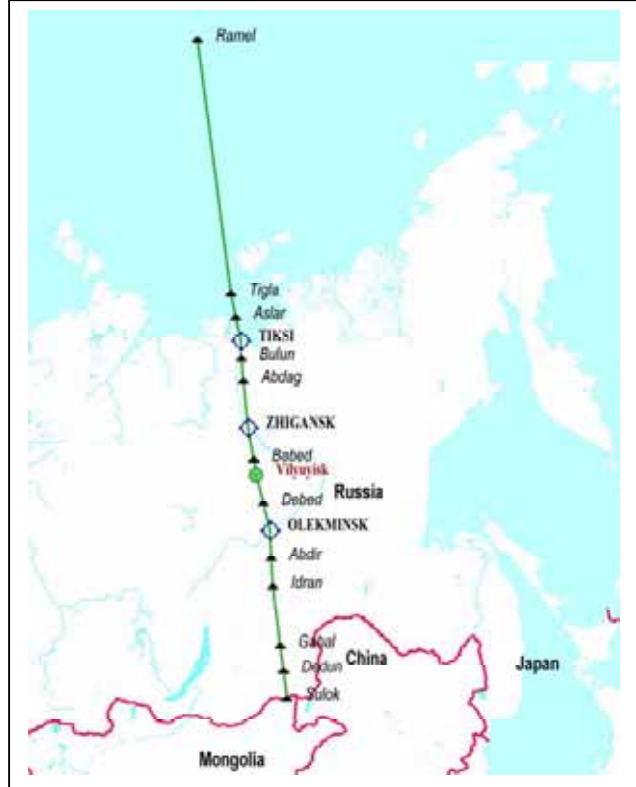 Ramel
Tigla
Aslar
TIKSI
Bulun
Abdag
ZHIGANSK
Babed
Vilyuyisk
Debed
Russia
OLEKMINSK
Abdir
Idran
Gabal
China
Dedun
Japan
Sulok
Mongolia